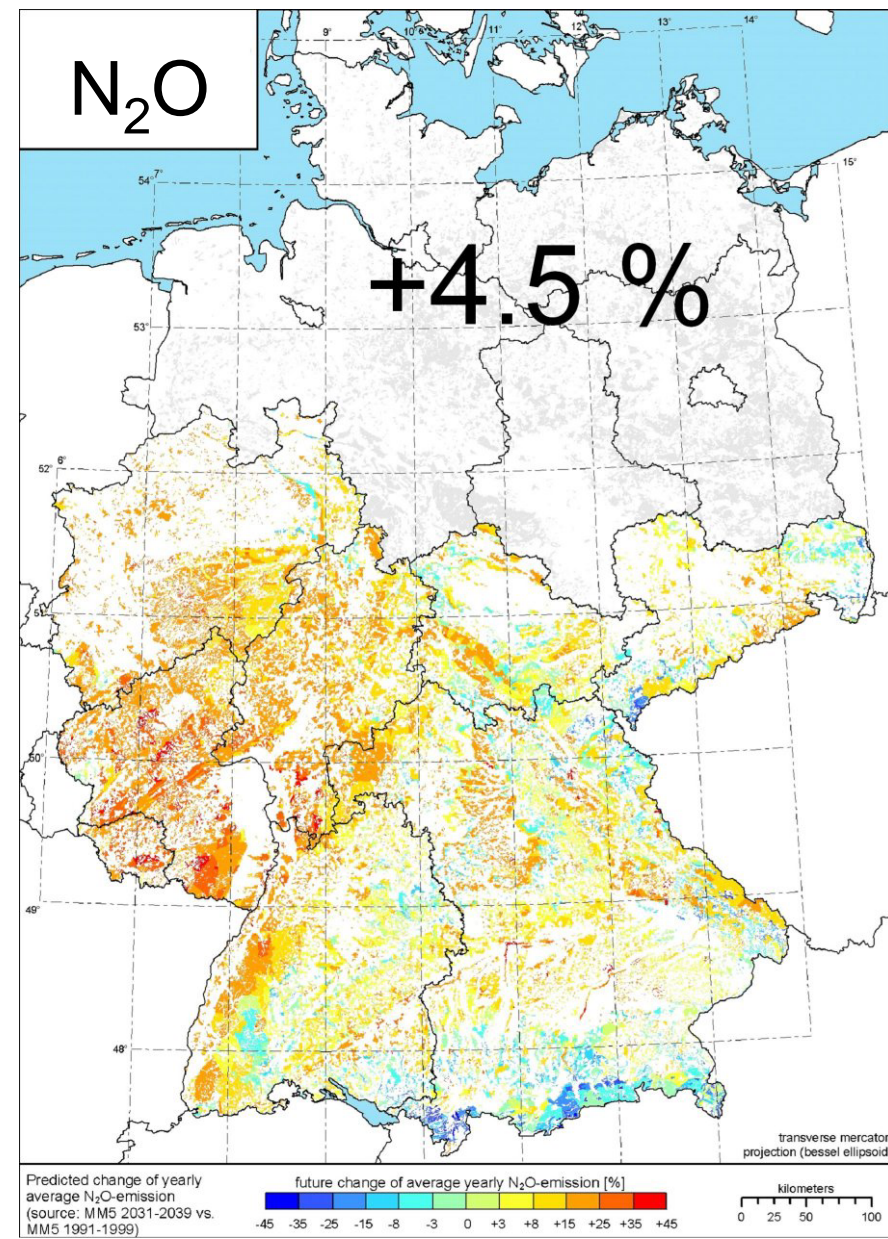 N₂O
9° 10° 11° 12° 13° 14°
15°
54° 7°
+4.5 %
53°
52° 6°
51°
50°
49°
48°
transverse mercator
projection (bessel ellipsoid
Predicted change of yearly
average N₂O-emission
(source: MM5 2031-2039 vs.
MM5 1991-1999)
future change of average yearly N₂O-emission [%]
-45 -35 -25 -15 -8 -3 0 +3 +8 +15 +25 +35 +45
kilometers
0 25 50 100